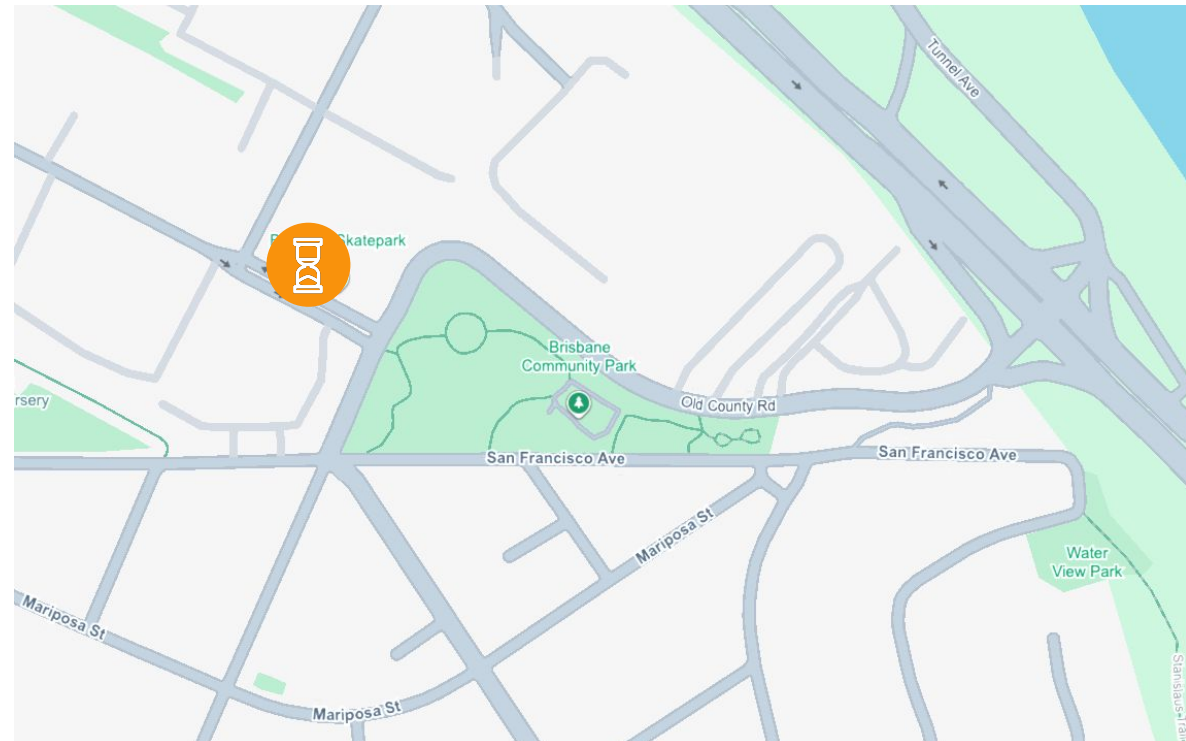 Tunnel Ave
Skatepark
Brisbane
Community Park
rsery
Old County Rd
San Francisco Ave
San Francisco Ave
Mariposa St
Water
View Park
Mariposa St
Mariposa St